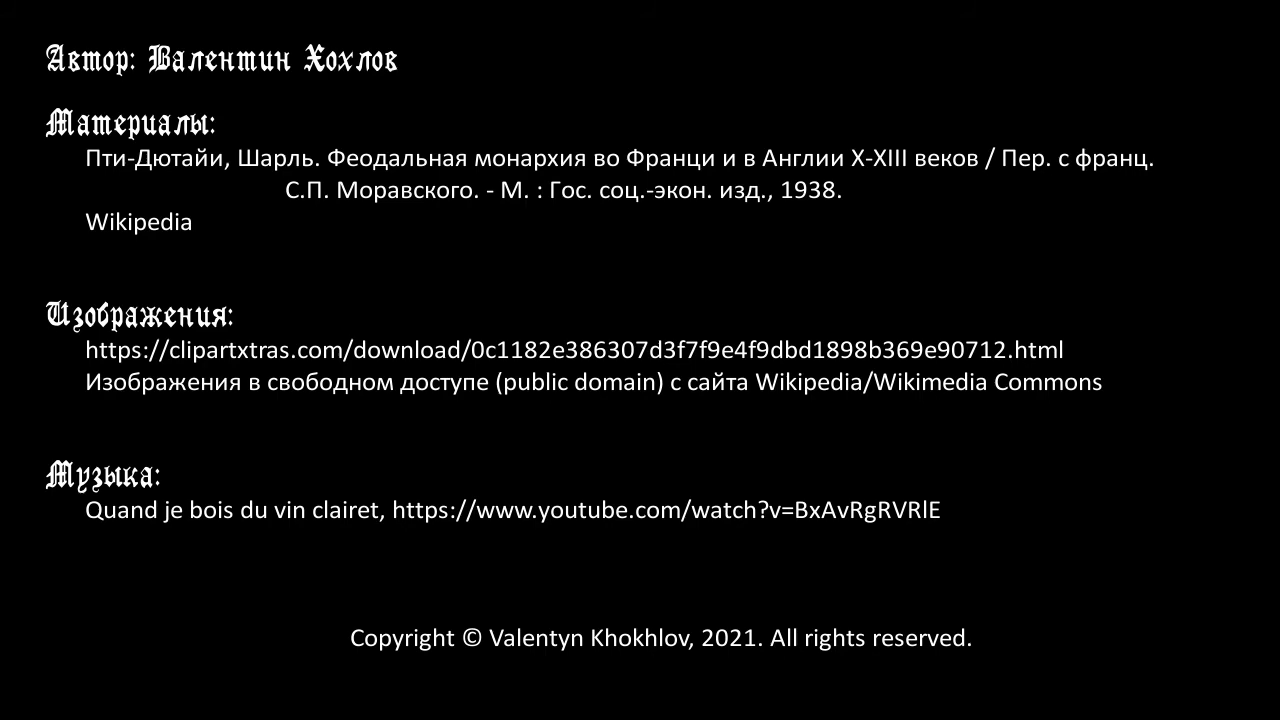 Автор: Валентин Хохлов
Материалы:
Пти-Дютайи, Шарль. Феодальная монархия во Франци и в Англии X-XIII веков / Пер. с франц.
С.П. Моравского. - М. : Гос. соц.-экон. изд., 1938.
Wikipedia
Изображения:
https://clipartxtras.com/download/0c1182e386307d3f7f9e4f9dbd1898b369e90712.html
Изображения в свободном доступе (public domain) с сайта Wikipedia/Wikimedia Commons
Музыка:
Quand je bois du vin clairet, https://www.youtube.com/watch?v=BxAvRgRVRlE
Copyright © Valentyn Khokhlov, 2021. All rights reserved.